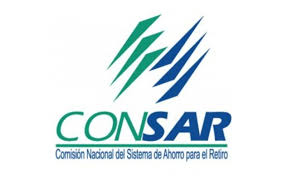 CONSAR
Comisión Nacional del Sistema de Ahorro para el Retiro